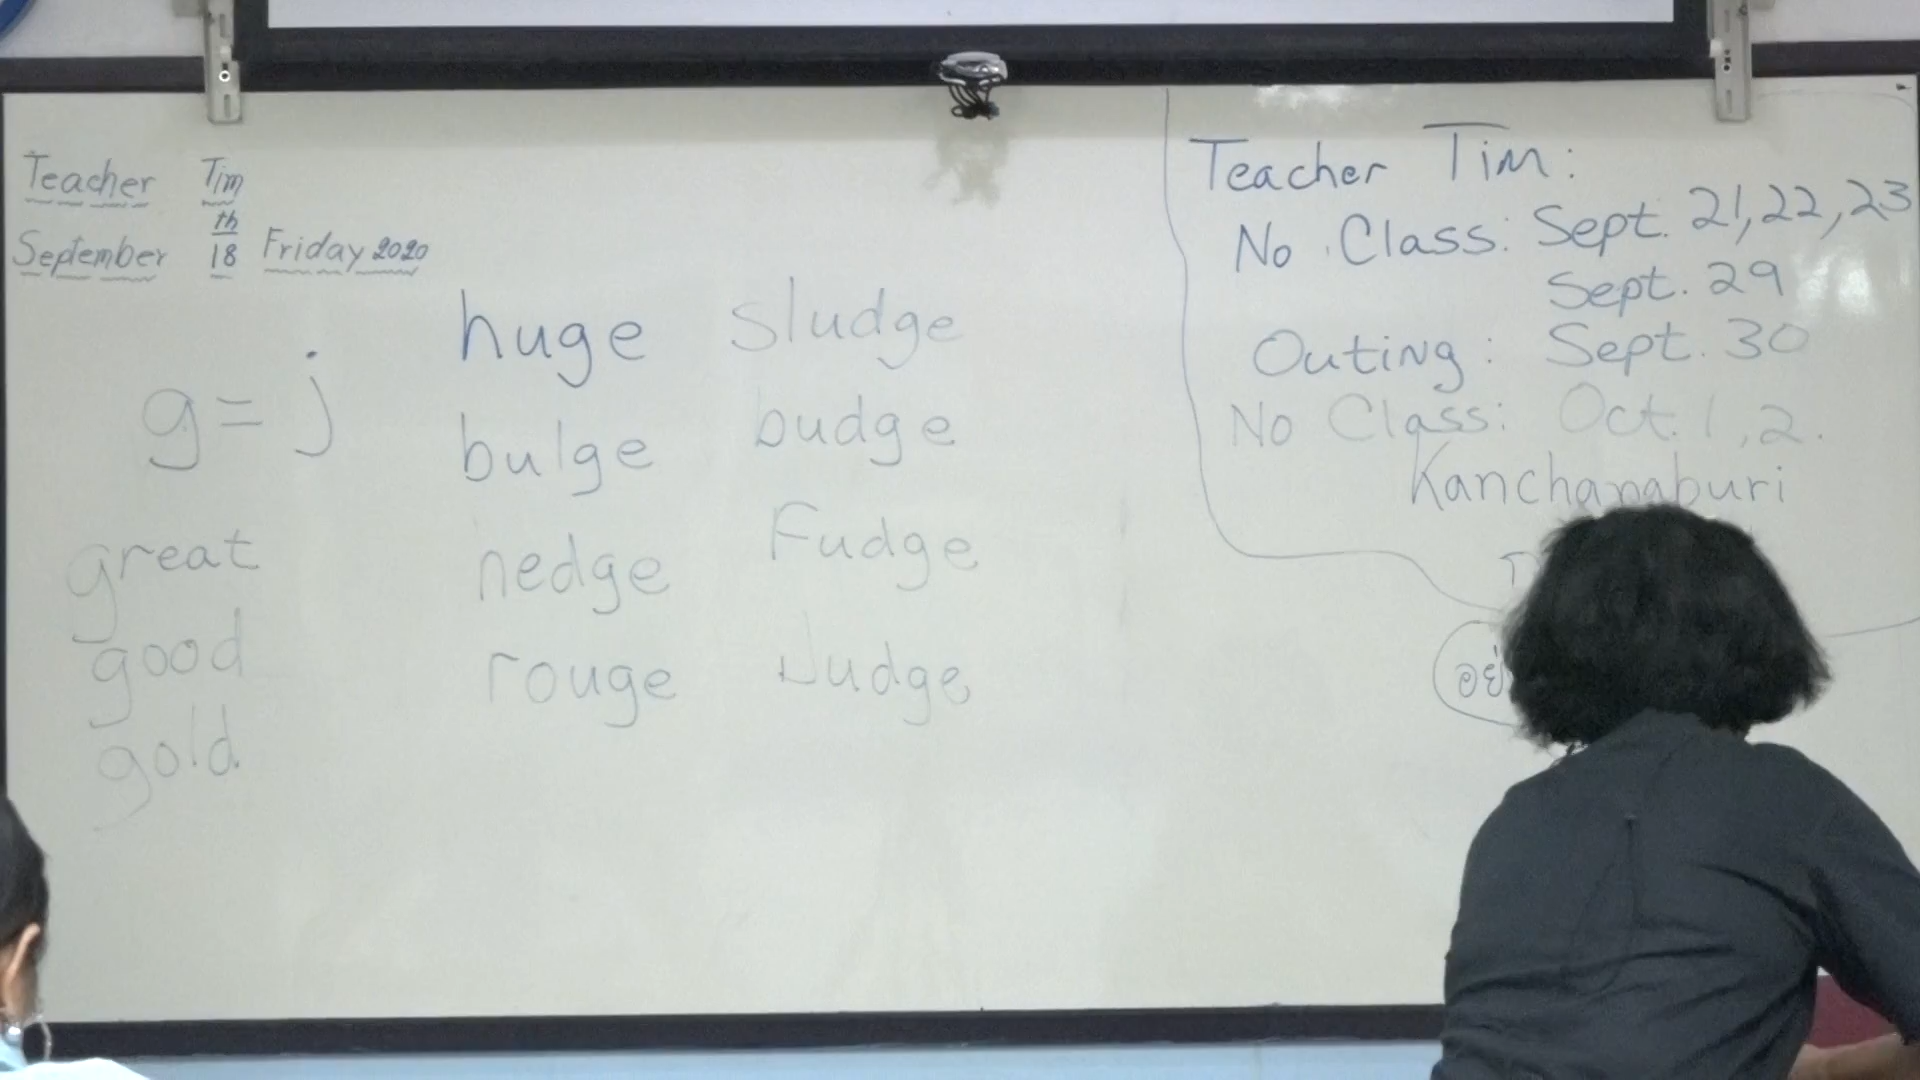 Teacher Tim
September 18th Friday 2020
g = j
great
good
gold
huge
bulge
hedge
rouge
sludge
budge
Fudge
Judge
Teacher Tim:
No Class: Sept. 21, 22, 23
Sept. 29
Outing: Sept. 30
No Class: Oct. 1, 2.
Kanchanaburi